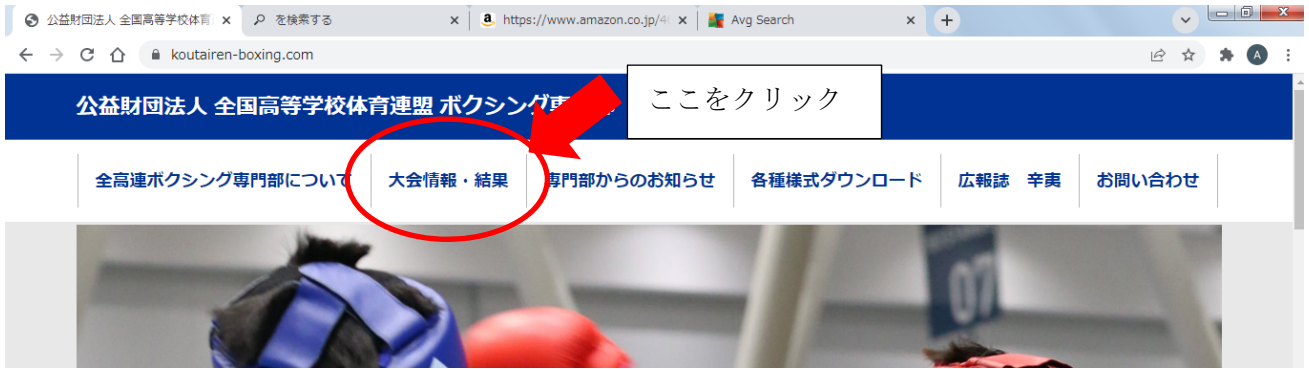 公益財団法人 全国高等学校体育
を検索する
https://www.amazon.co.jp/4
Avg Search
koutairen-boxing.com
A
公益財団法人 全国高等学校体育連盟 ボクシング専
ここをクリック
全高連ボクシング専門部について
大会情報・結果
専門部からのお知らせ
各種様式ダウンロード
広報誌 辛夷
お問い合わせ
07